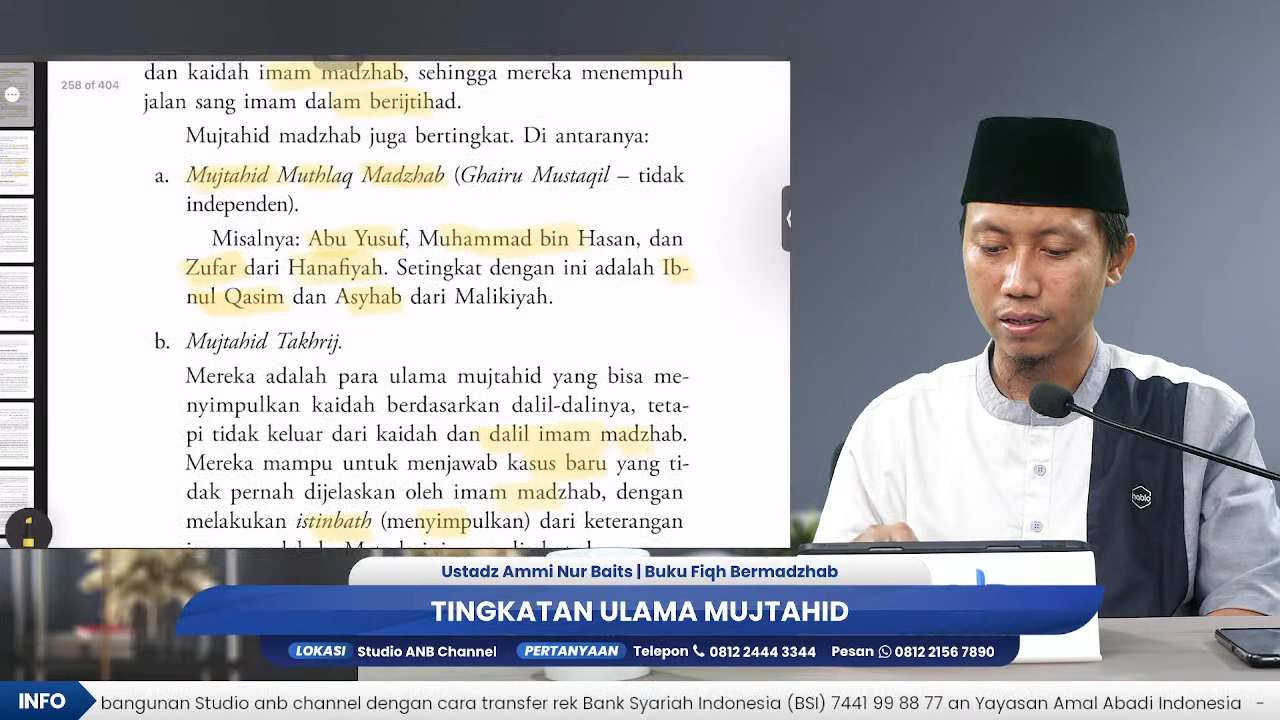 258 of 404
dan kaidah imam madzhab, sehingga mereka menempuh
jalan sang imam dalam berijtihad.
Mujtahid madzhab juga bertingkat. Di antaranya:
a. Mujtahid Muthlaq Madzhab (Ghairu Mustaqil – tidak
independen).
Misalnya: Abu Yusuf, Muhammad bin Hasan, dan
Zufar dari Hanafiyah. Setingkat dengan ini adalah Ib-
nul Qasim dan Asyhab dari Malikiyah.
b. Mujtahid Takhrij.
Mereka adalah para ulama mujtahid yang bisa me-
nyimpulkan kaidah berdasarkan dalil-dalinya, teta-
pi tidak keluar dari kaidah dan dalil imam madzhab.
Mereka mampu untuk menjawab kasus baru yang ti-
dak pernah dijelaskan oleh imam madzhab, dengan
melakukan istinbath (menyimpulkan) dari keterangan
hablo
Ustadz Ammi Nur Baits | Buku Fiqh Bermadzhab
TINGKATAN ULAMA MUJTAHID
LOKASI Studio ANB Channel PERTANYAAN Telepon 0812 2444 3344 Pesan 0812 2156 7890
INFO bangunan Studio anb channel dengan cara transfer rek Bank Syariah Indonesia (BSI) 7441 99 88 77 an Yayasan Amal Abadi Indonesia -